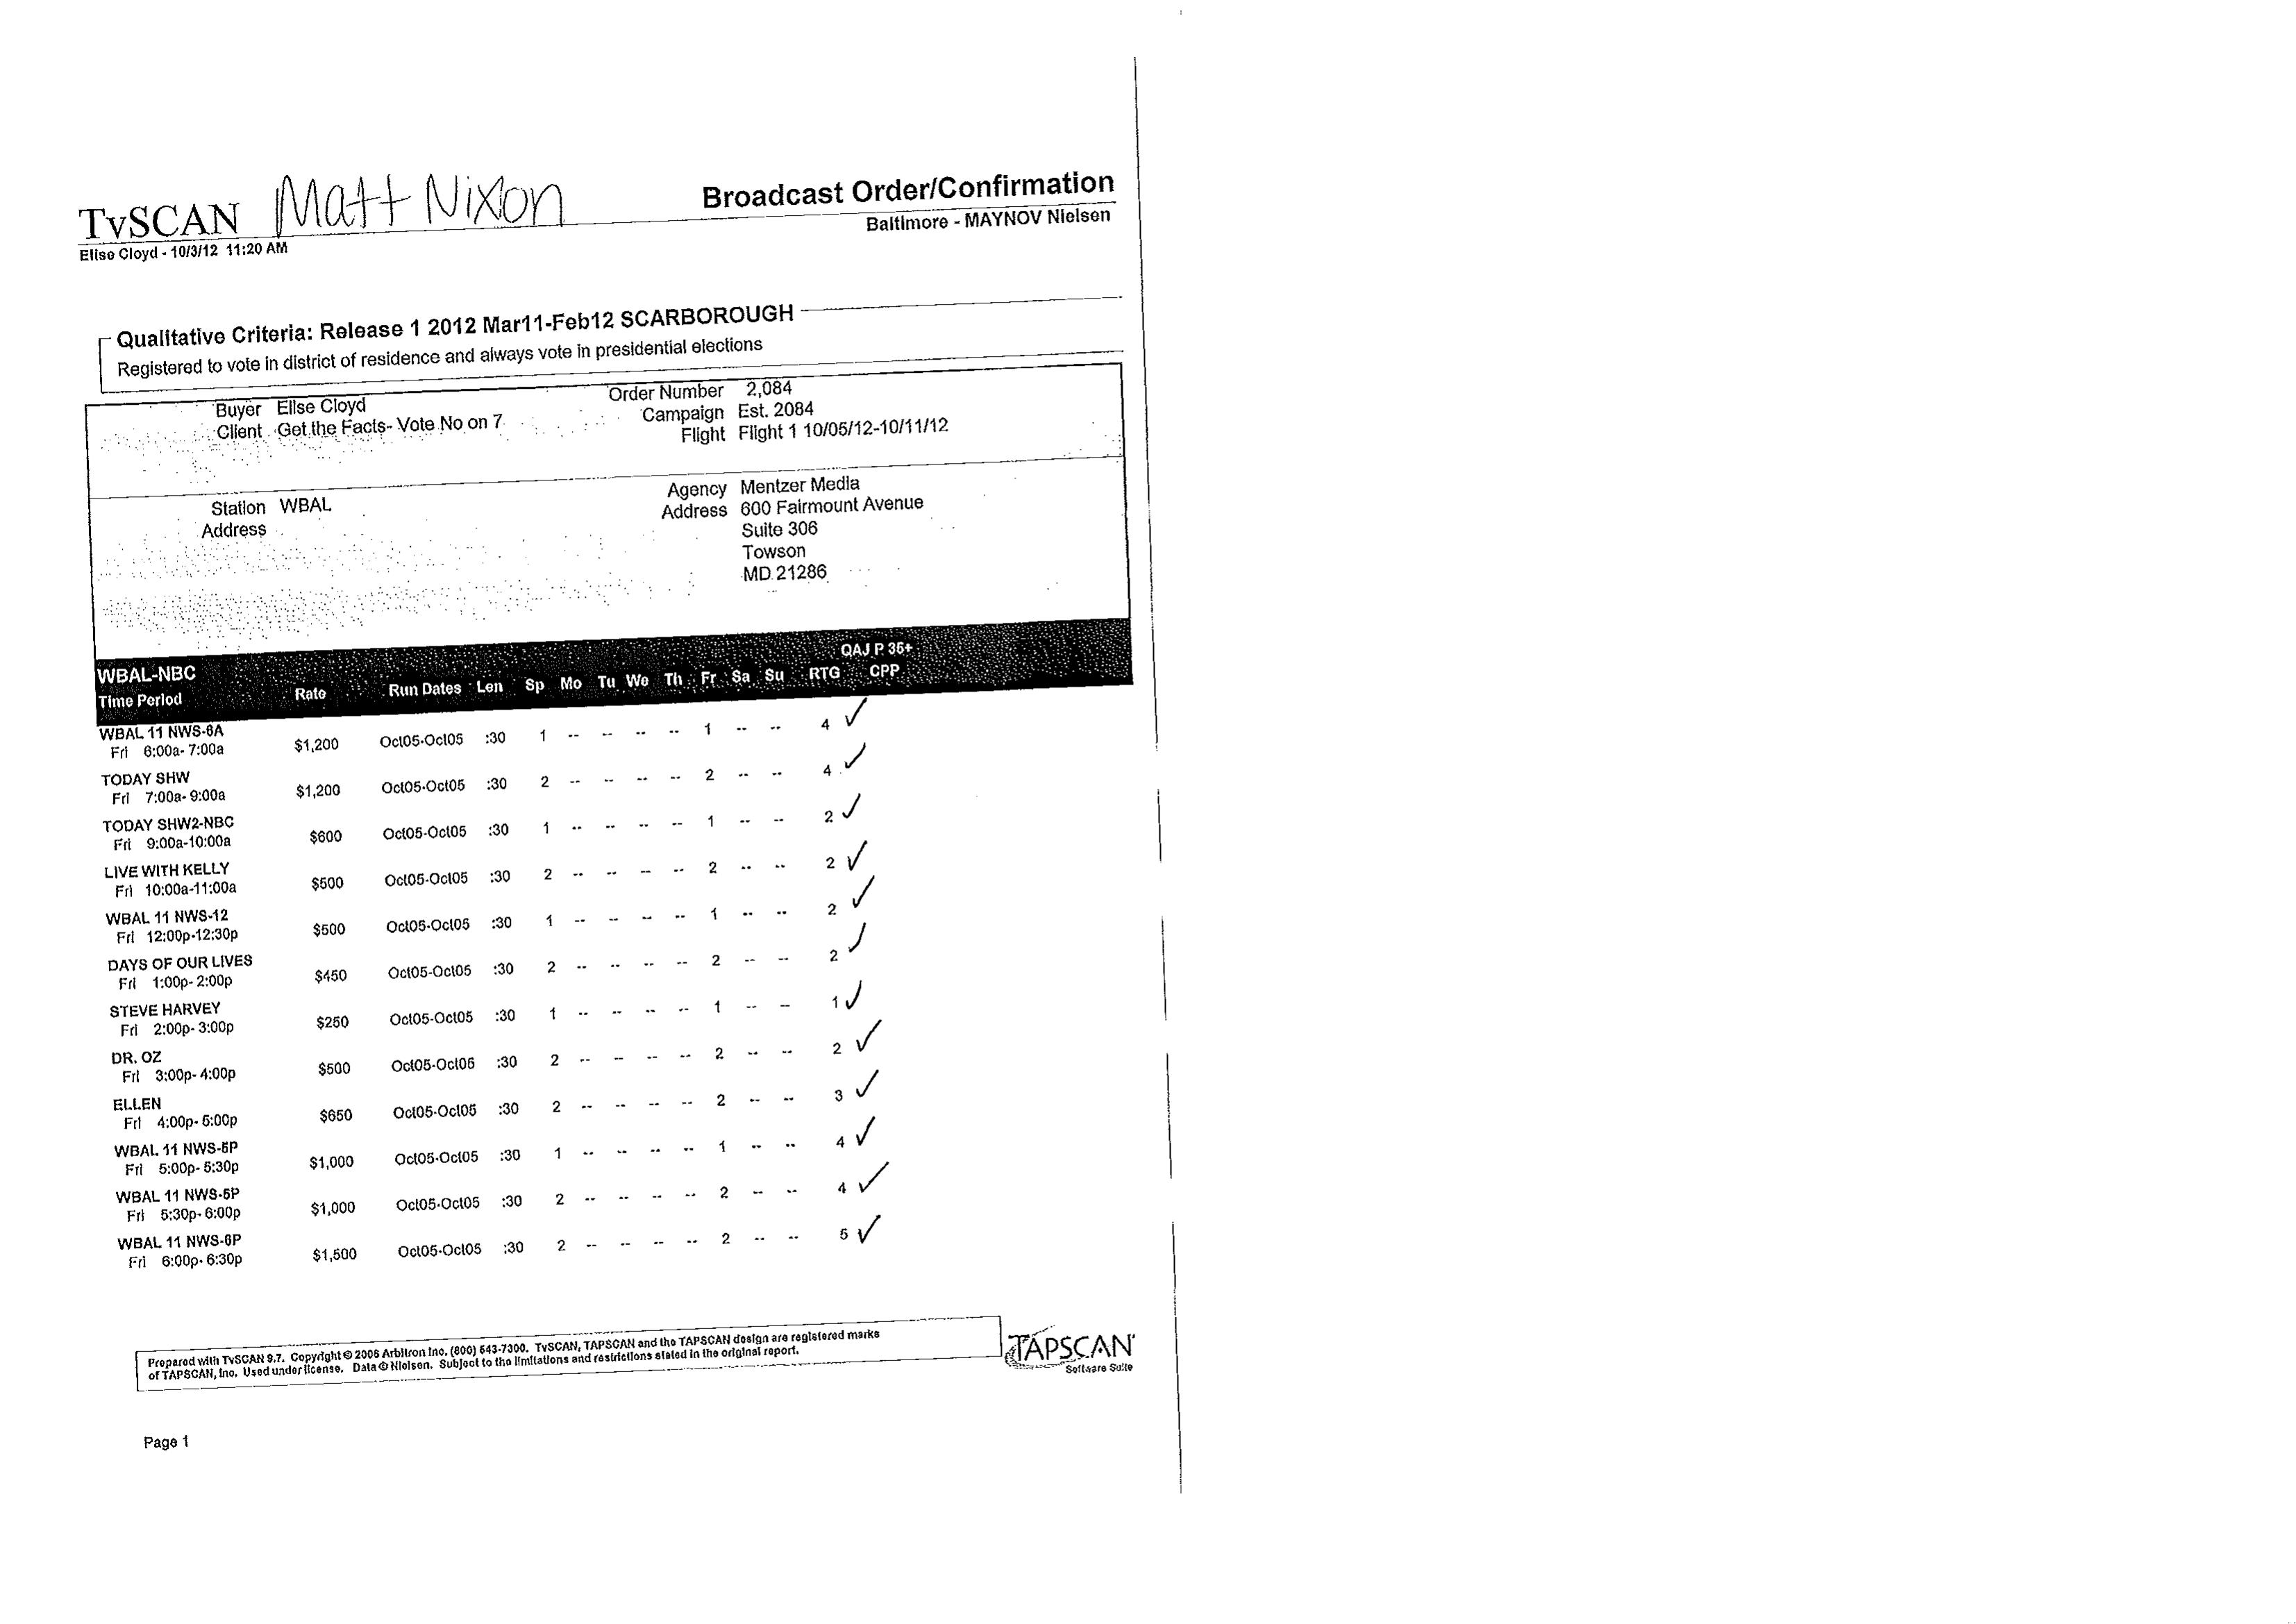 TvSCAN Matt Nixon
Elise Cloyd - 10/3/12 11:20 AM
Broadcast Order/Confirmation
Baltimore - MAYNOV Nielsen
Qualitative Criteria: Release 1 2012 Mar11-Feb12 SCARBOROUGH
Registered to vote in district of residence and always vote in presidential elections
Buyer Elise Cloyd
Client Get the Facts- Vote No on 7
Order Number 2,084
Campaign Est. 2084
Flight Flight 1 10/05/12-10/11/12
Station WBAL
Address
Agency Mentzer Media
Address 600 Fairmount Avenue
Suite 306
Towson
MD 21286
WBAL-NBC QAJ P 35+
Time Period Rate Run Dates Len Sp Mo Tu We Th Fr Sa Su RTG CPP
WBAL 11 NWS-6A
Fri 6:00a- 7:00a $1,200 Oct05-Oct05 :30 1 -- -- -- -- 1 -- -- 4 ✓
TODAY SHW
Fri 7:00a- 9:00a $1,200 Oct05-Oct05 :30 2 -- -- -- -- 2 -- -- 4 ✓
TODAY SHW2-NBC
Fri 9:00a-10:00a $600 Oct05-Oct05 :30 1 -- -- -- -- 1 -- -- 2 ✓
LIVE WITH KELLY
Fri 10:00a-11:00a $500 Oct05-Oct05 :30 2 -- -- -- -- 2 -- -- 2 ✓
WBAL 11 NWS-12
Fri 12:00p-12:30p $500 Oct05-Oct05 :30 1 -- -- -- -- 1 -- -- 2 ✓
DAYS OF OUR LIVES
Fri 1:00p- 2:00p $450 Oct05-Oct05 :30 2 -- -- -- -- 2 -- -- 2 ✓
STEVE HARVEY
Fri 2:00p- 3:00p $250 Oct05-Oct05 :30 1 -- -- -- -- 1 -- -- 1 ✓
DR. OZ
Fri 3:00p- 4:00p $500 Oct05-Oct05 :30 2 -- -- -- -- 2 -- -- 2 ✓
ELLEN
Fri 4:00p- 5:00p $650 Oct05-Oct05 :30 2 -- -- -- -- 2 -- -- 3 ✓
WBAL 11 NWS-5P
Fri 5:00p- 5:30p $1,000 Oct05-Oct05 :30 1 -- -- -- -- 1 -- -- 4 ✓
WBAL 11 NWS-5P
Fri 5:30p- 6:00p $1,000 Oct05-Oct05 :30 2 -- -- -- -- 2 -- -- 4 ✓
WBAL 11 NWS-6P
Fri 6:00p- 6:30p $1,500 Oct05-Oct05 :30 2 -- -- -- -- 2 -- -- 5 ✓
Prepared with TvSCAN 9.7. Copyright © 2006 Arbitron Inc. (800) 543-7300. TvSCAN, TAPSCAN and the TAPSCAN design are registered marks
of TAPSCAN, Inc. Used under license. Data © Nielsen. Subject to the limitations and restrictions stated in the original report.
TAPSCAN
Software Suite
Page 1